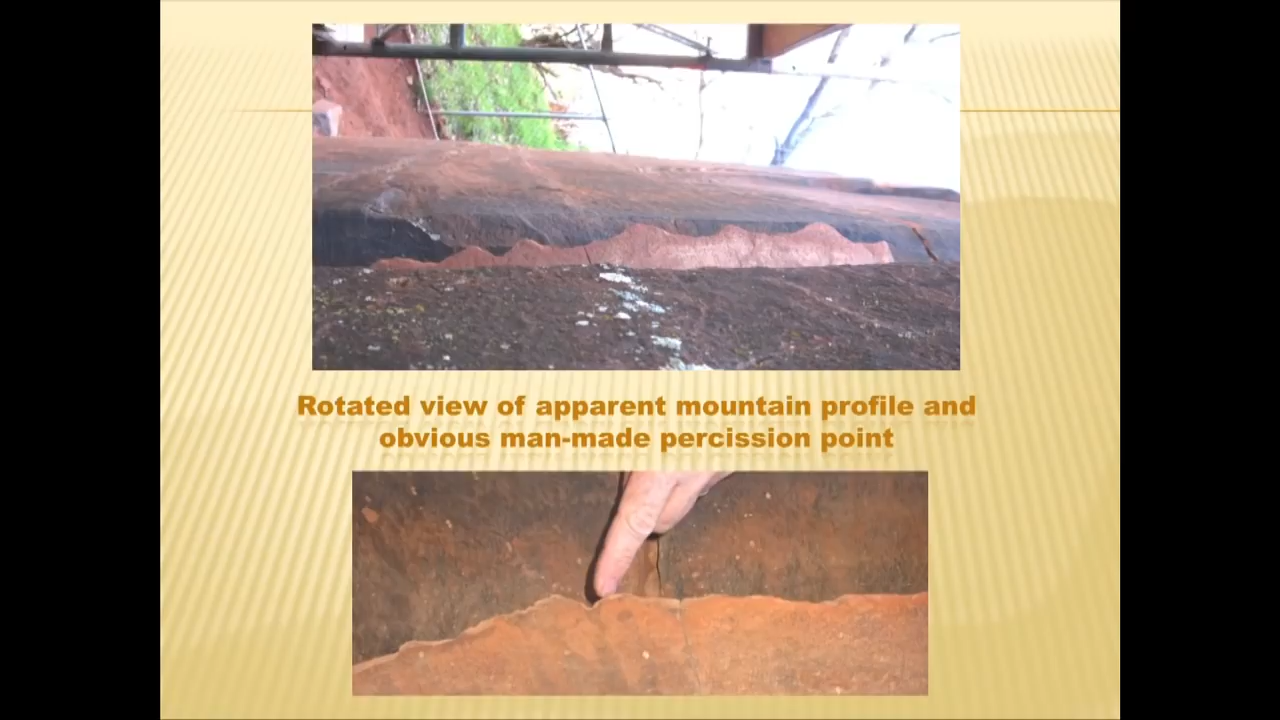 Rotated view of apparent mountain profile and
obvious man-made percission point